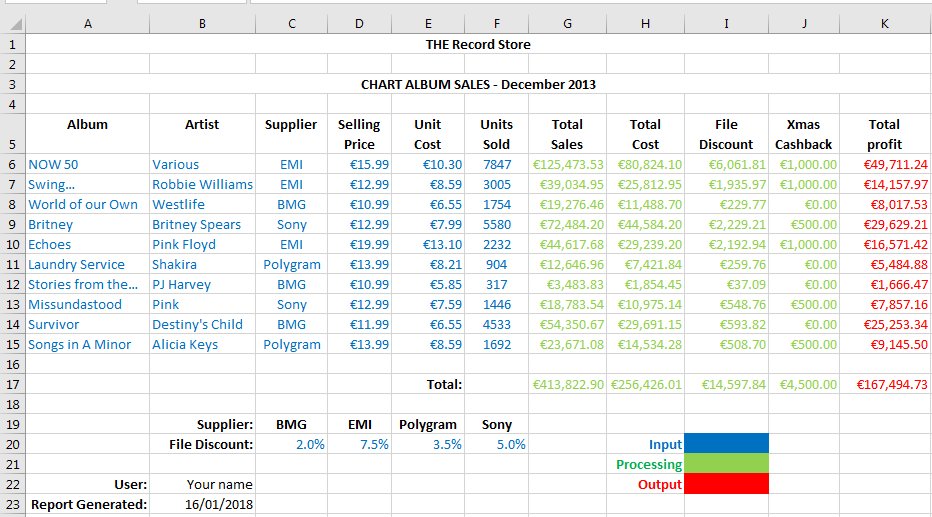 A B C D E F G H I J K
1 THE Record Store
2
3 CHART ALBUM SALES - December 2013
4
Album Artist Supplier Selling Unit Units Total Total File Xmas Total
5 Price Cost Sold Sales Cost Discount Cashback profit
6 NOW 50 Various EMI €15.99 €10.30 7847 €125,473.53 €80,824.10 €6,061.81 €1,000.00 €49,711.24
7 Swing... Robbie Williams EMI €12.99 €8.59 3005 €39,034.95 €25,812.95 €1,935.97 €1,000.00 €14,157.97
8 World of our Own Westlife BMG €10.99 €6.55 1754 €19,276.46 €11,488.70 €229.77 €0.00 €8,017.53
9 Britney Britney Spears Sony €12.99 €7.99 5580 €72,484.20 €44,584.20 €2,229.21 €500.00 €29,629.21
10 Echoes Pink Floyd EMI €19.99 €13.10 2232 €44,617.68 €29,239.20 €2,192.94 €1,000.00 €16,571.42
11 Laundry Service Shakira Polygram €13.99 €8.21 904 €12,646.96 €7,421.84 €259.76 €0.00 €5,484.88
12 Stories from the... PJ Harvey BMG €10.99 €5.85 317 €3,483.83 €1,854.45 €37.09 €0.00 €1,666.47
13 Missundastood Pink Sony €12.99 €7.59 1446 €18,783.54 €10,975.14 €548.76 €500.00 €7,857.16
14 Survivor Destiny's Child BMG €11.99 €6.55 4533 €54,350.67 €29,691.15 €593.82 €0.00 €25,253.34
15 Songs in A Minor Alicia Keys Polygram €13.99 €8.59 1692 €23,671.08 €14,534.28 €508.70 €500.00 €9,145.50
16
17 Total: €413,822.90 €256,426.01 €14,597.84 €4,500.00 €167,494.73
18
19 Supplier: BMG EMI Polygram Sony
20 File Discount: 2.0% 7.5% 3.5% 5.0% Input
21 Processing
22 User: Your name Output
23 Report Generated: 16/01/2018